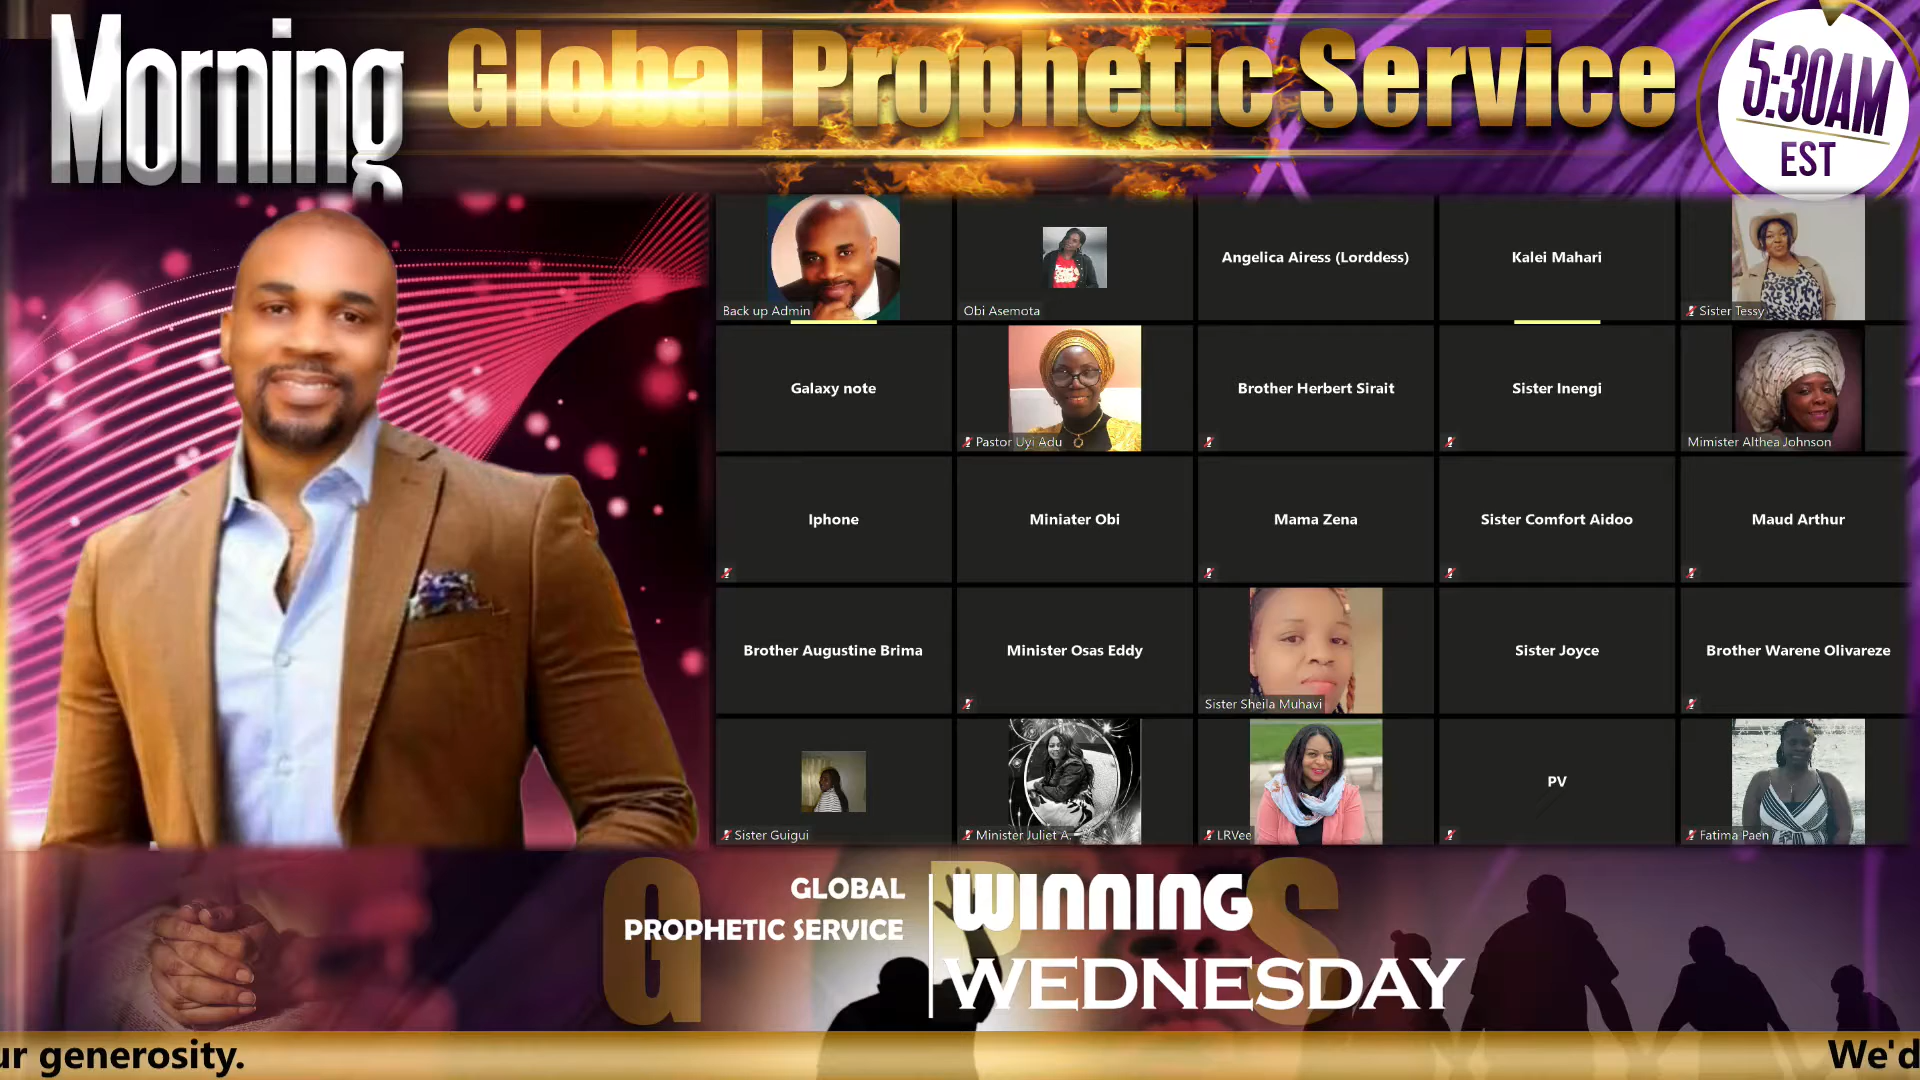 Morning
Global Prophetic Service
5:30AM
EST
Back up Admin
Obi Asemota
Angelica Airess (Lorddess)
Kalei Mahari
Sister Tessy
Galaxy note
Pastor Uyi Adu
Brother Herbert Sirait
Sister Inengi
Mimister Althea Johnson
Iphone
Miniater Obi
Mama Zena
Sister Comfort Aidoo
Maud Arthur
Brother Augustine Brima
Minister Osas Eddy
Sister Sheila Muhavi
Sister Joyce
Brother Warene Olivareze
Sister Guigui
Minister Juliet A.
LRVee
PV
Fatima Paen
GPS
GLOBAL
PROPHETIC SERVICE
WINNING
WEDNESDAY
ur generosity.
We'd